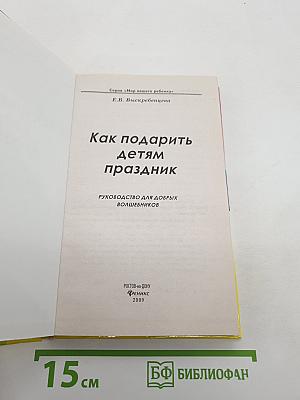 Серия «Мир вашего ребенка»
Е.В. Выскребенцева
Как подарить
детям
праздник
РУКОВОДСТВО ДЛЯ ДОБРЫХ
ВОЛШЕБНИКОВ
РОСТОВ-на-ДОНУ
Феникс
2009
15 см
БФ БИБЛИОФАН